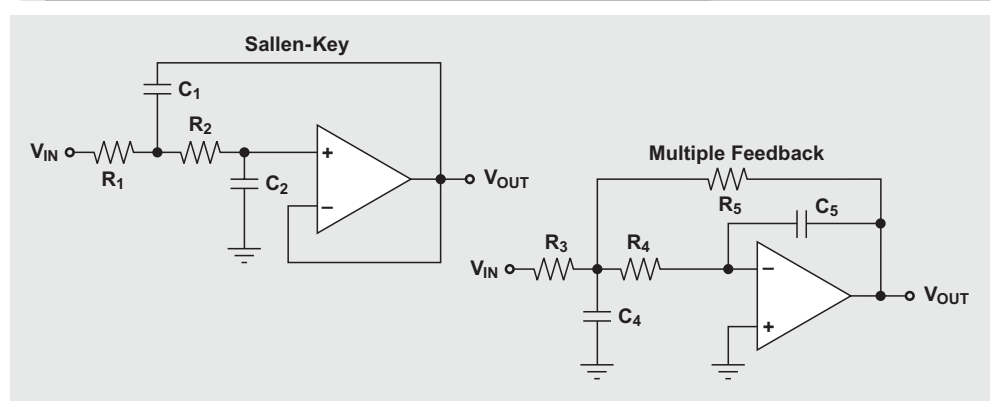 Sallen-Key
C1
R2
VIN
R1
+
C2
VOUT
–
Multiple Feedback
R5
C5
R3
R4
VIN
–
C4
VOUT
+